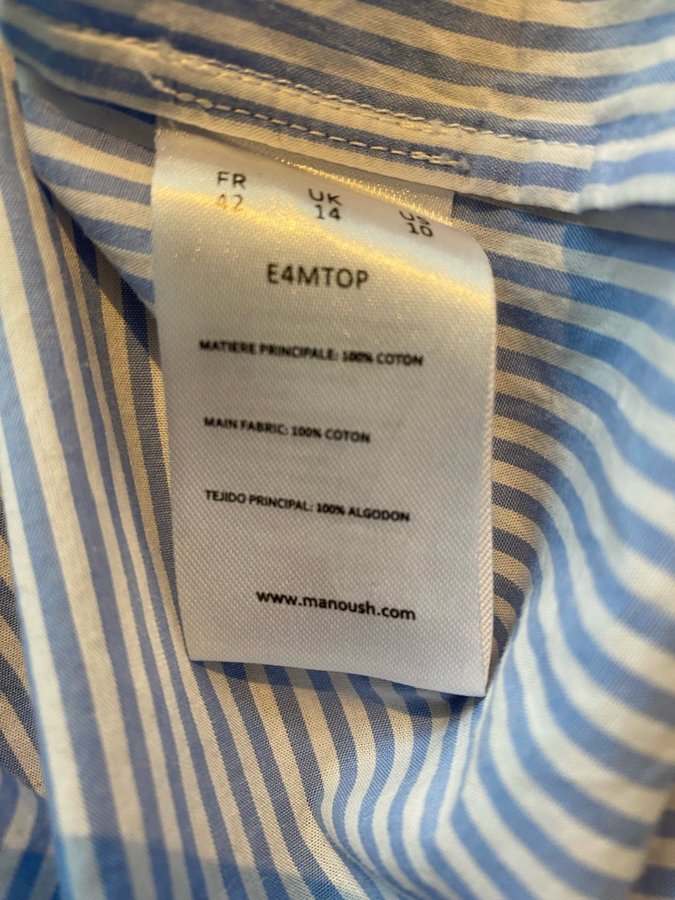 FR UK US
42 14 10
E4MTOP
MATIERE PRINCIPALE: 100% COTON
MAIN FABRIC: 100% COTON
TEJIDO PRINCIPAL: 100% ALGODON
www.manoush.com